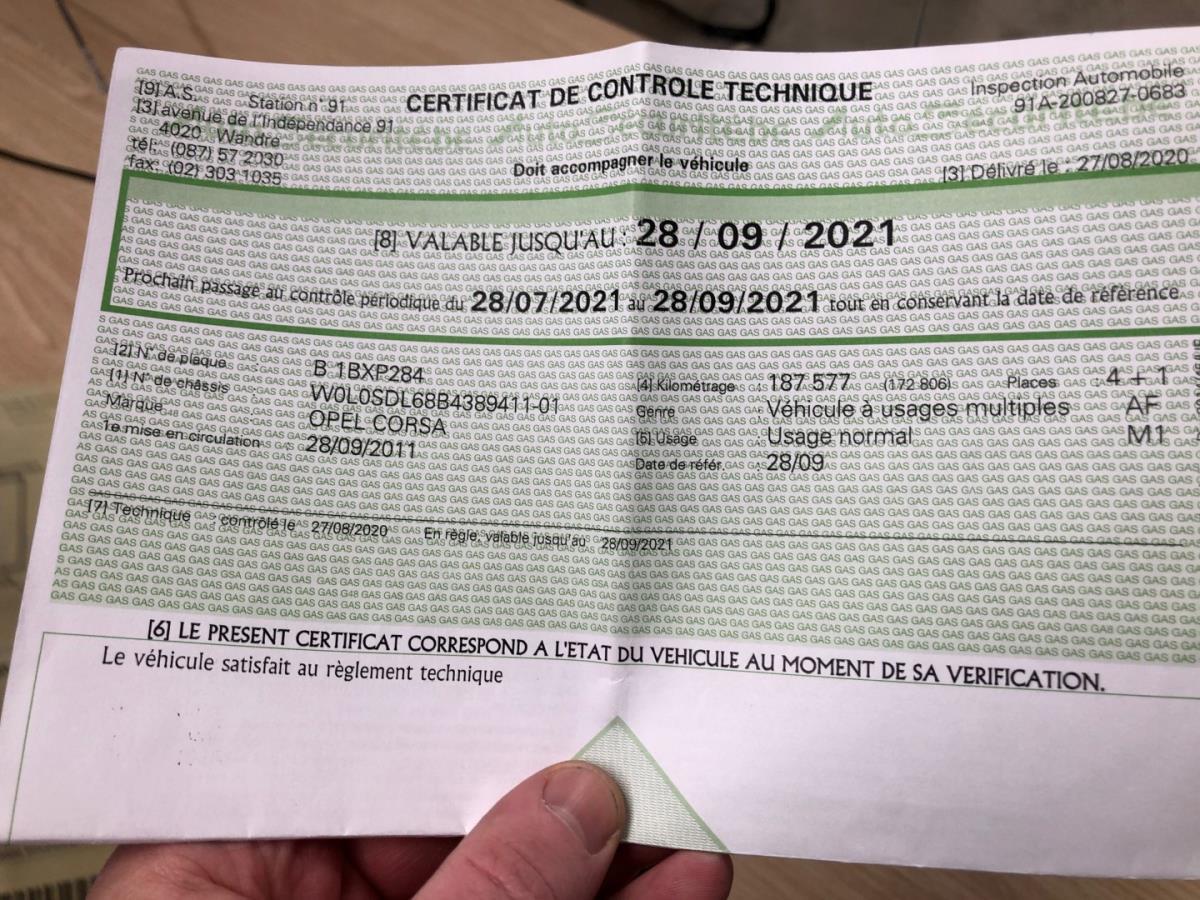 [9] A.S. Station n° 91
[3] avenue de l'Indépendance 91
4020 Wandre
tél: (087) 57 2030
fax: (02) 303 1035
CERTIFICAT DE CONTROLE TECHNIQUE
Doit accompagner le véhicule
Inspection Automobile
91A-200827-0683
[3] Délivré le : 27/08/2020
[8] VALABLE JUSQU'AU : 28 / 09 / 2021
Prochain passage au contrôle périodique du 28/07/2021 au 28/09/2021 tout en conservant la date de référence
[2] N° de plaque : B 1BXP284
[1] N° de châssis : W0L0SDL68B4389411-01
Marque : OPEL CORSA
1e mise en circulation : 28/09/2011
[4] Kilométrage : 187 577 (172 806) Places : 4 + 1
Genre : Véhicule à usages multiples AF
[5] Usage : Usage normal M1
Date de référ. : 28/09
[7] Technique : contrôlé le 27/08/2020 En règle, valable jusqu'au 28/09/2021
[6] LE PRESENT CERTIFICAT CORRESPOND A L'ETAT DU VEHICULE AU MOMENT DE SA VERIFICATION.
Le véhicule satisfait au règlement technique